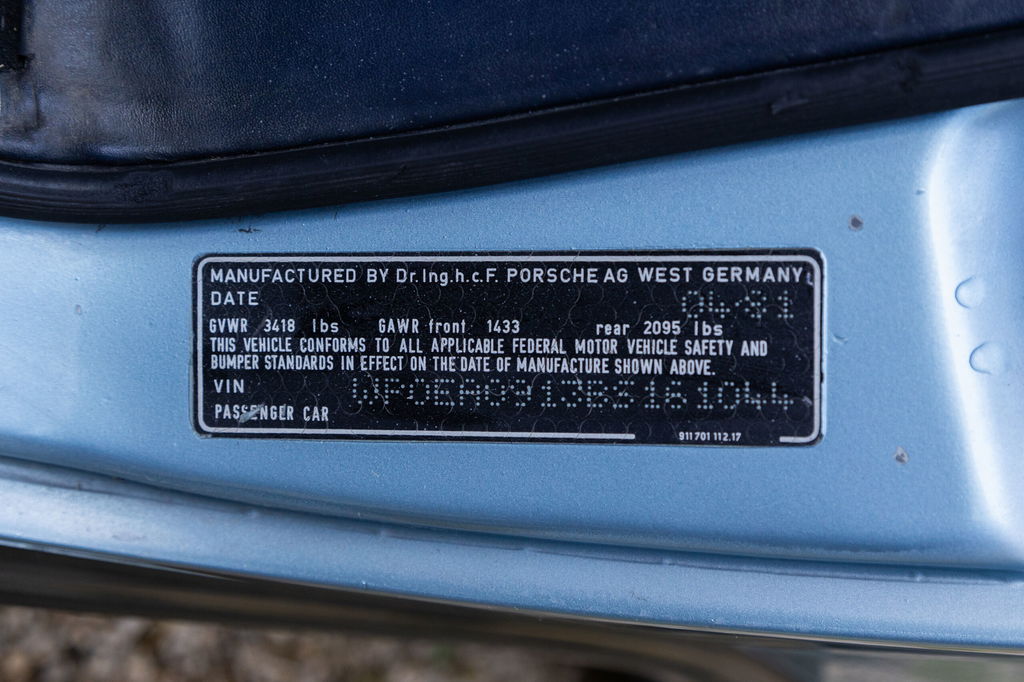 MANUFACTURED BY Dr.Ing.h.c.F. PORSCHE AG WEST GERMANY
DATE 04-81
GVWR 3418 lbs GAWR front 1433 rear 2095 lbs
THIS VEHICLE CONFORMS TO ALL APPLICABLE FEDERAL MOTOR VEHICLE SAFETY AND
BUMPER STANDARDS IN EFFECT ON THE DATE OF MANUFACTURE SHOWN ABOVE.
VIN WP0EA0913BS161044
PASSENGER CAR
911 701 112.17